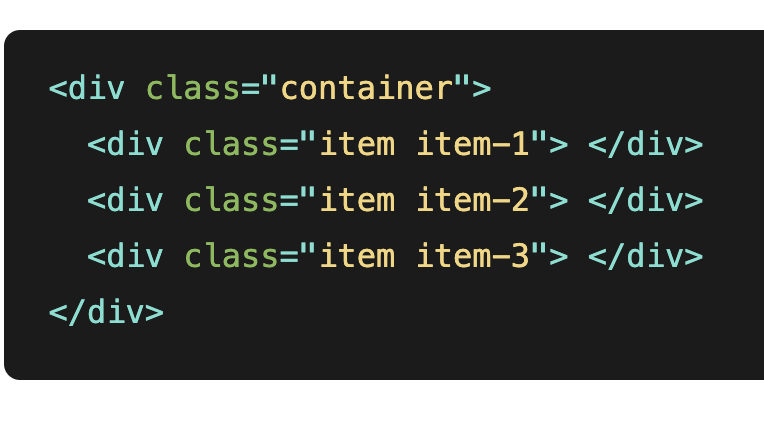 <div class="container">
  <div class="item item-1"> </div>
  <div class="item item-2"> </div>
  <div class="item item-3"> </div>
</div>